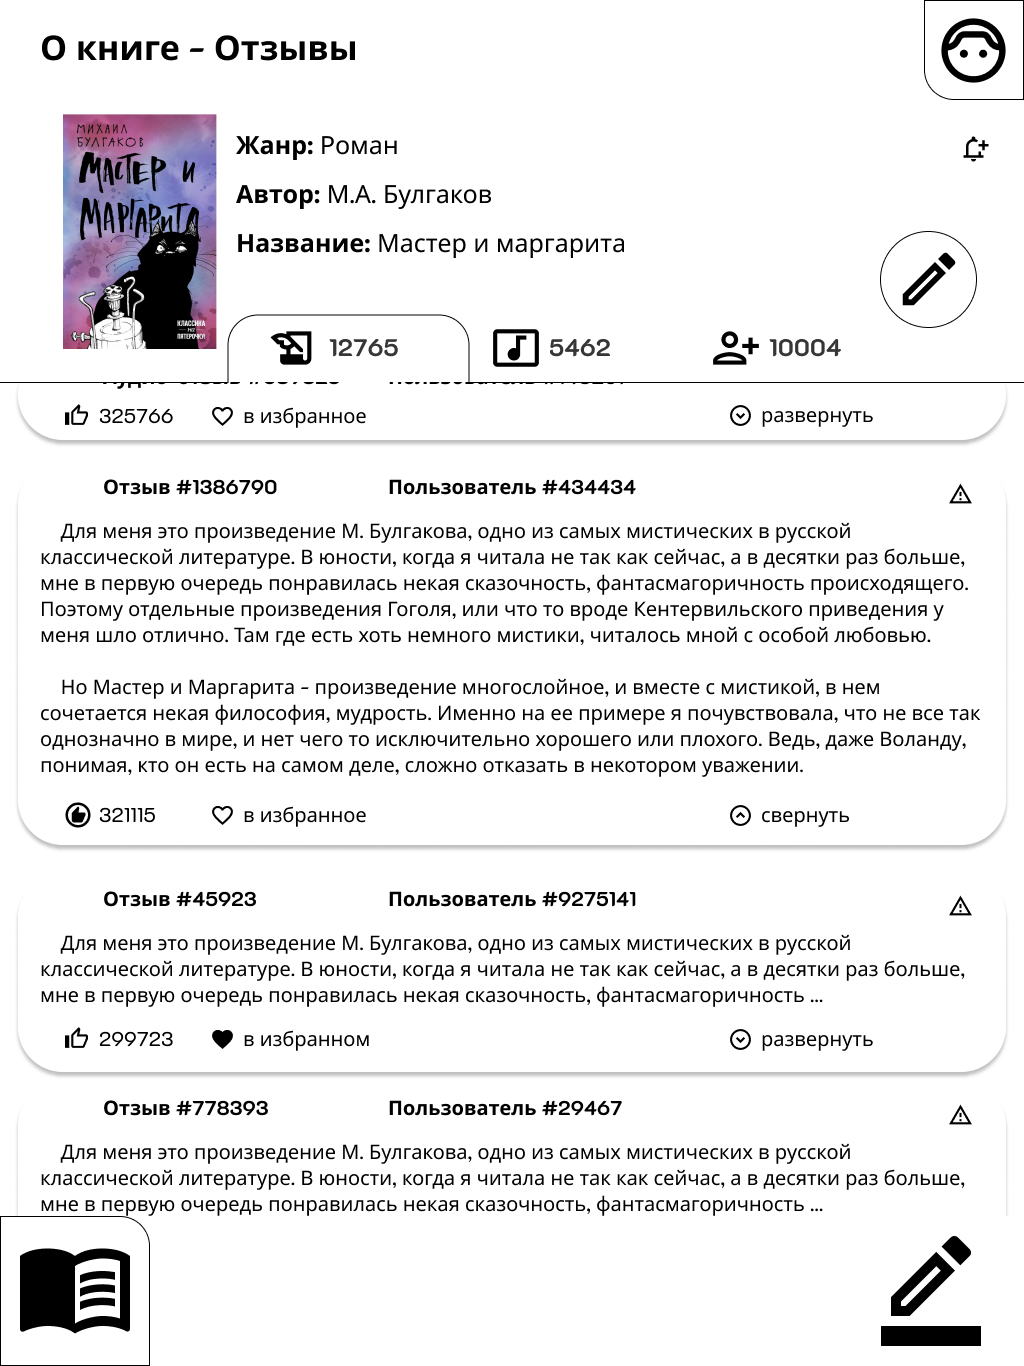 О книге – Отзывы
МИХАИЛ
БУЛГАКОВ
МАСТЕР И
МАРГАРИТА
КЛАССИКА
НА
ПЯТЕРОЧКУ
Жанр: Роман
Автор: М.А. Булгаков
Название: Мастер и маргарита
12765
5462
10004
325766
в избранное
развернуть
Отзыв #1386790
Пользователь #434434
Для меня это произведение М. Булгакова, одно из самых мистических в русской
классической литературе. В юности, когда я читала не так как сейчас, а в десятки раз больше,
мне в первую очередь понравилась некая сказочность, фантасмагоричность происходящего.
Поэтому отдельные произведения Гоголя, или что то вроде Кентервильского приведения у
меня шло отлично. Там где есть хоть немного мистики, читалось мной с особой любовью.
Но Мастер и Маргарита – произведение многослойное, и вместе с мистикой, в нем
сочетается некая философия, мудрость. Именно на ее примере я почувствовала, что не все так
однозначно в мире, и нет чего то исключительно хорошего или плохого. Ведь, даже Воланду,
понимая, кто он есть на самом деле, сложно отказать в некотором уважении.
321115
в избранное
свернуть
Отзыв #45923
Пользователь #9275141
Для меня это произведение М. Булгакова, одно из самых мистических в русской
классической литературе. В юности, когда я читала не так как сейчас, а в десятки раз больше,
мне в первую очередь понравилась некая сказочность, фантасмагоричность ...
299723
в избранном
развернуть
Отзыв #778393
Пользователь #29467
Для меня это произведение М. Булгакова, одно из самых мистических в русской
классической литературе. В юности, когда я читала не так как сейчас, а в десятки раз больше,
мне в первую очередь понравилась некая сказочность, фантасмагоричность ...